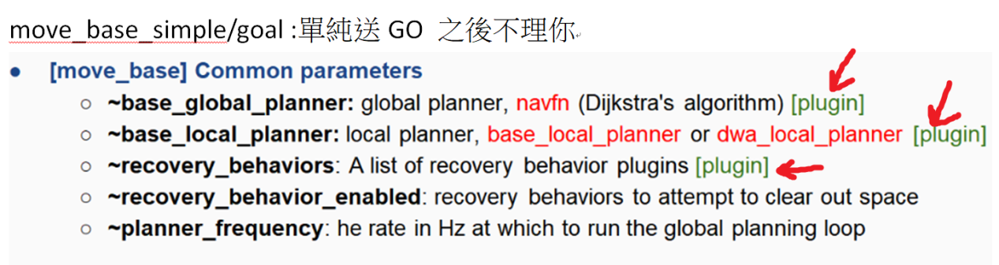 move_base_simple/goal :單純送 GO 之後不理你
● [move_base] Common parameters
○ ~base_global_planner: global planner, navfn (Dijkstra's algorithm) [plugin]
○ ~base_local_planner: local planner, base_local_planner or dwa_local_planner [plugin]
○ ~recovery_behaviors: A list of recovery behavior plugins [plugin]
○ ~recovery_behavior_enabled: recovery behaviors to attempt to clear out space
○ ~planner_frequency: he rate in Hz at which to run the global planning loop